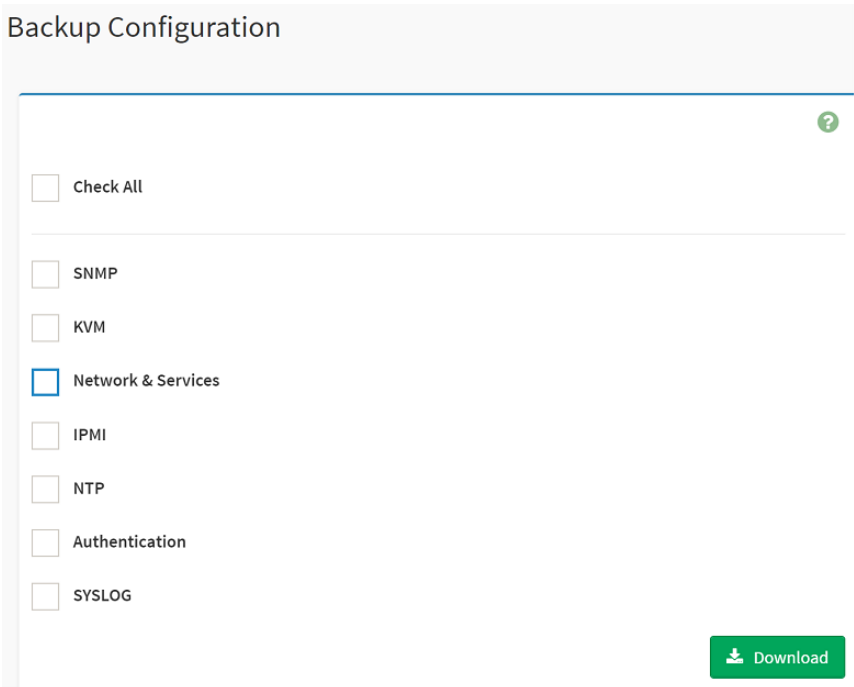 Backup Configuration
?
Check All
SNMP
KVM
Network & Services
IPMI
NTP
Authentication
SYSLOG
Download